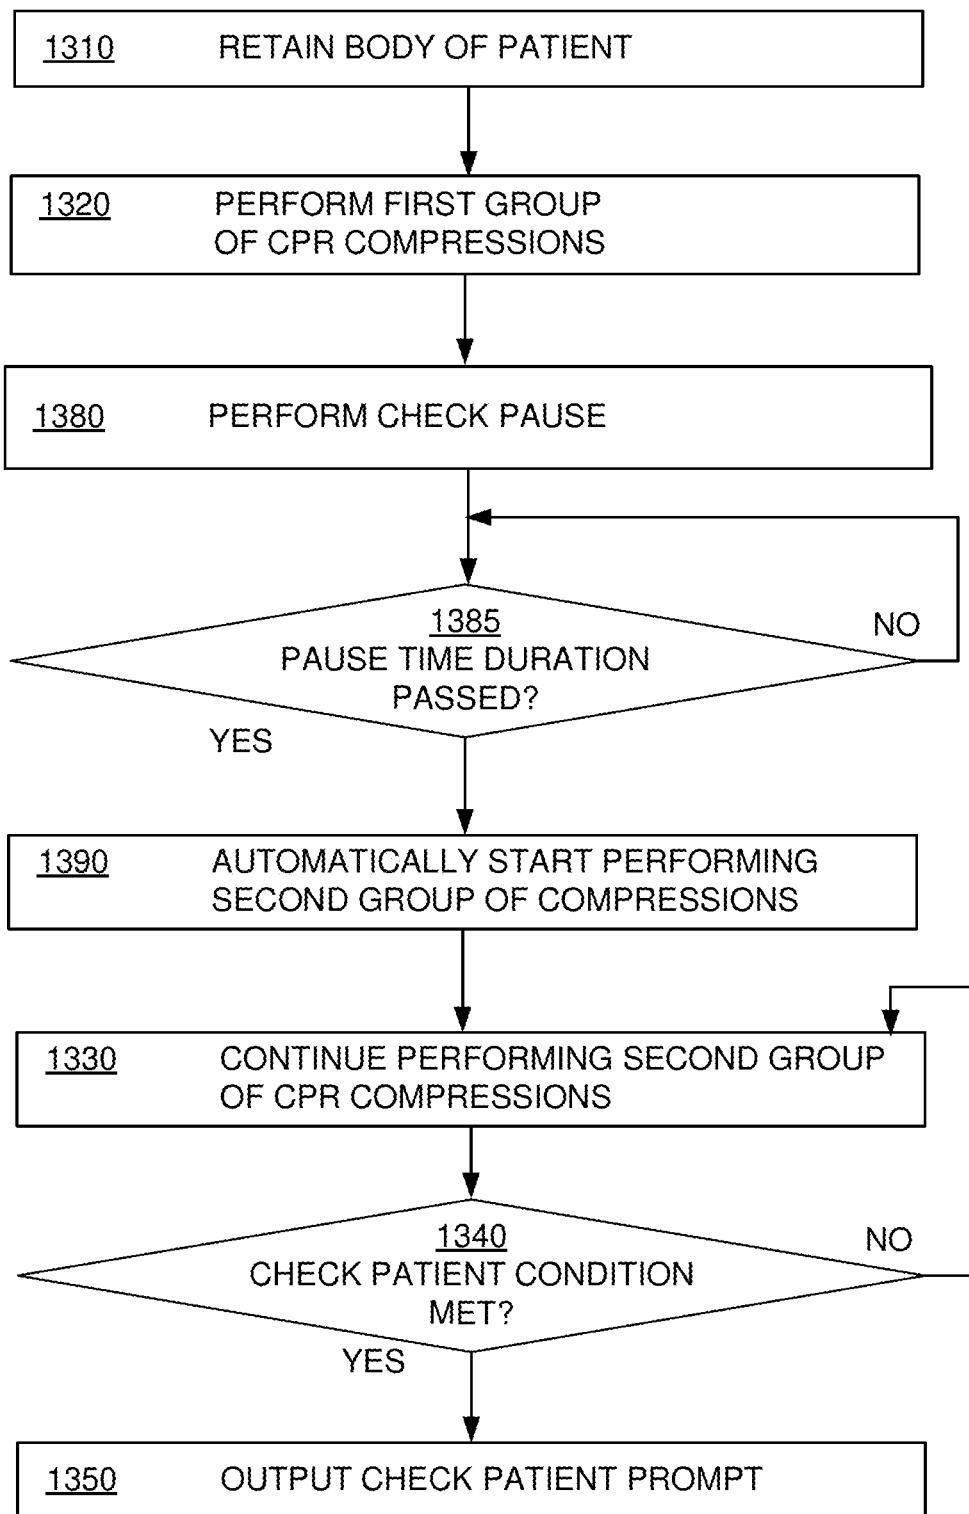 1310 RETAIN BODY OF PATIENT
1320 PERFORM FIRST GROUP
OF CPR COMPRESSIONS
1380 PERFORM CHECK PAUSE
1385
NO
PAUSE TIME DURATION
PASSED?
YES
1390 AUTOMATICALLY START PERFORMING
SECOND GROUP OF COMPRESSIONS
1330 CONTINUE PERFORMING SECOND GROUP
OF CPR COMPRESSIONS
1340
NO
CHECK PATIENT CONDITION
MET?
YES
1350 OUTPUT CHECK PATIENT PROMPT